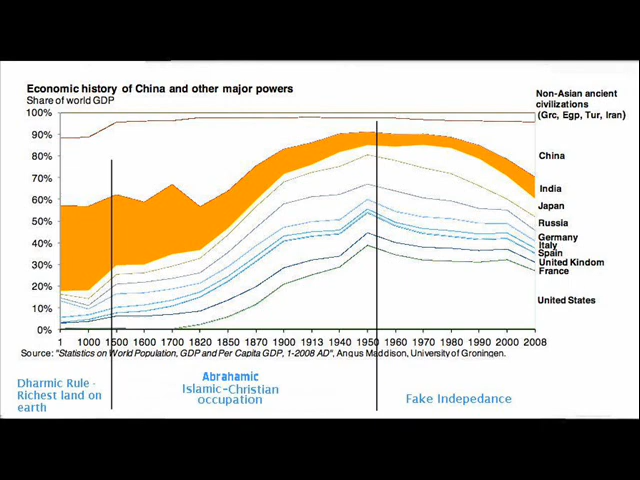 Economic history of China and other major powers
Share of world GDP
Non-Asian ancient
civilizations
(Grc, Egp, Tur, Iran)
100%
90%
80%
70%
60%
50%
40%
30%
20%
10%
0%
China
India
Japan
Russia
Germany
Italy
Spain
United Kindom
France
United States
1 1000 1500 1600 1700 1820 1850 1870 1900 1913 1940 1950 1960 1970 1980 1990 2000 2008
Source: "Statistics on World Population, GDP and Per Capita GDP, 1-2008 AD", Angus Maddison, University of Groningen.
Dharmic Rule -
Richest land on
earth
Abrahamic
Islamic-Christian
occupation
Fake Indepedance